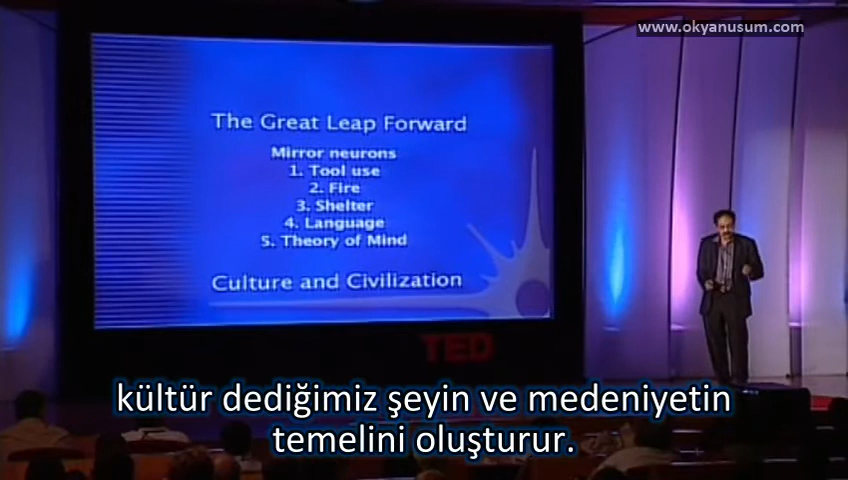 www.okyanusum.com
The Great Leap Forward
Mirror neurons
1. Tool use
2. Fire
3. Shelter
4. Language
5. Theory of Mind
Culture and Civilization
TED
kültür dediğimiz şeyin ve medeniyetin
temelini oluşturur.